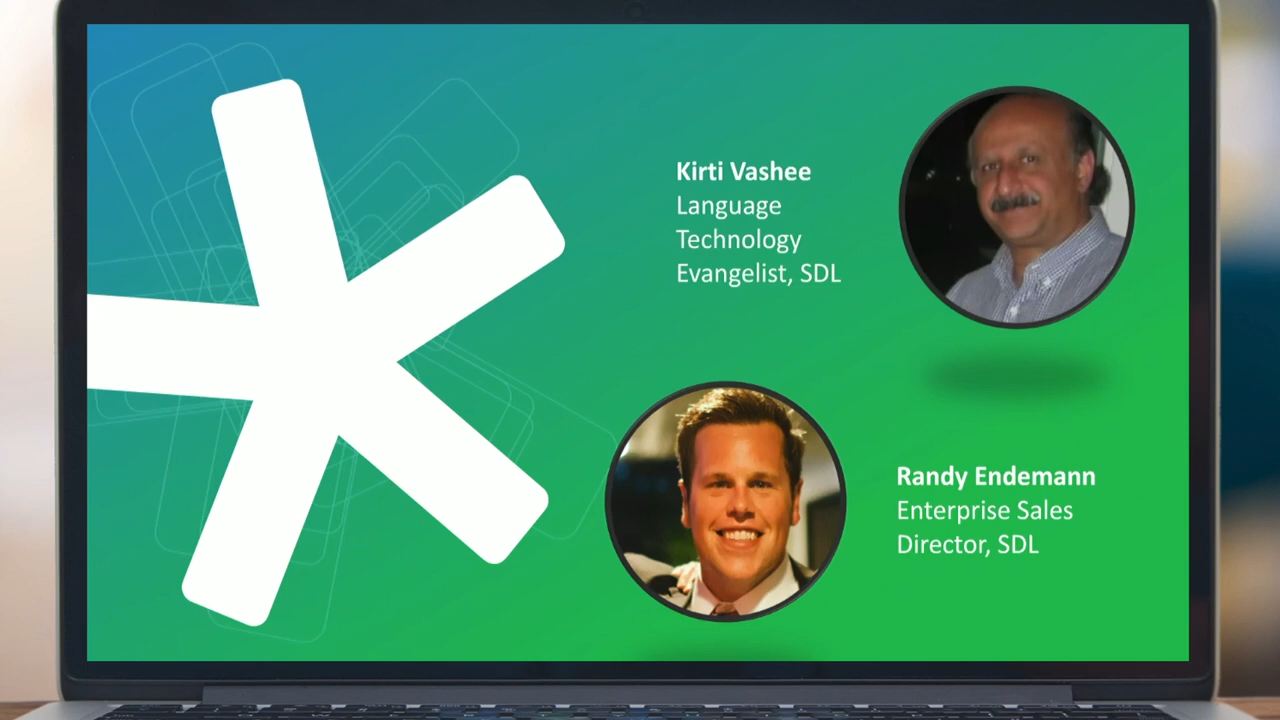 Kirti Vashee
Language
Technology
Evangelist, SDL
Randy Endemann
Enterprise Sales
Director, SDL